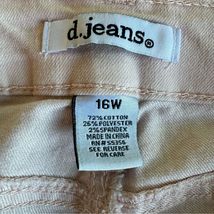 d.jeans®
16W
72% COTTON
26% POLYESTER
2% SPANDEX
MADE IN CHINA
RN# 55356
SEE REVERSE
FOR CARE